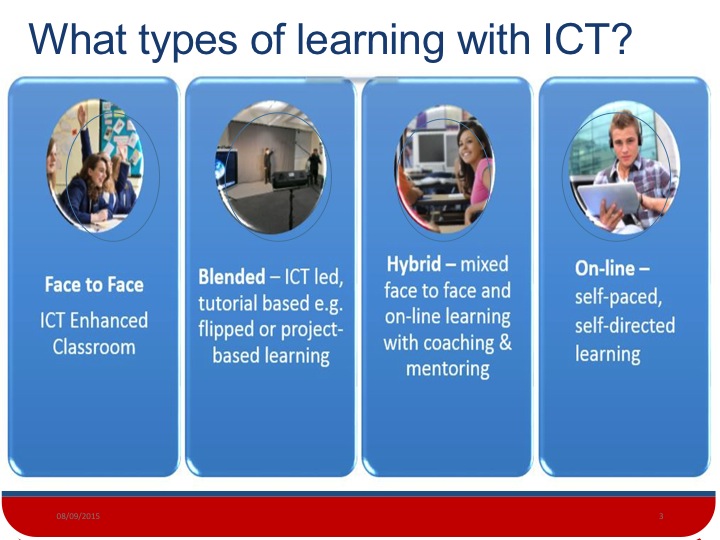 What types of learning with ICT?
Face to Face
ICT Enhanced
Classroom
Blended – ICT led,
tutorial based e.g.
flipped or project-
based learning
Hybrid – mixed
face to face and
on-line learning
with coaching &
mentoring
On-line –
self-paced,
self-directed
learning
08/09/2015
3